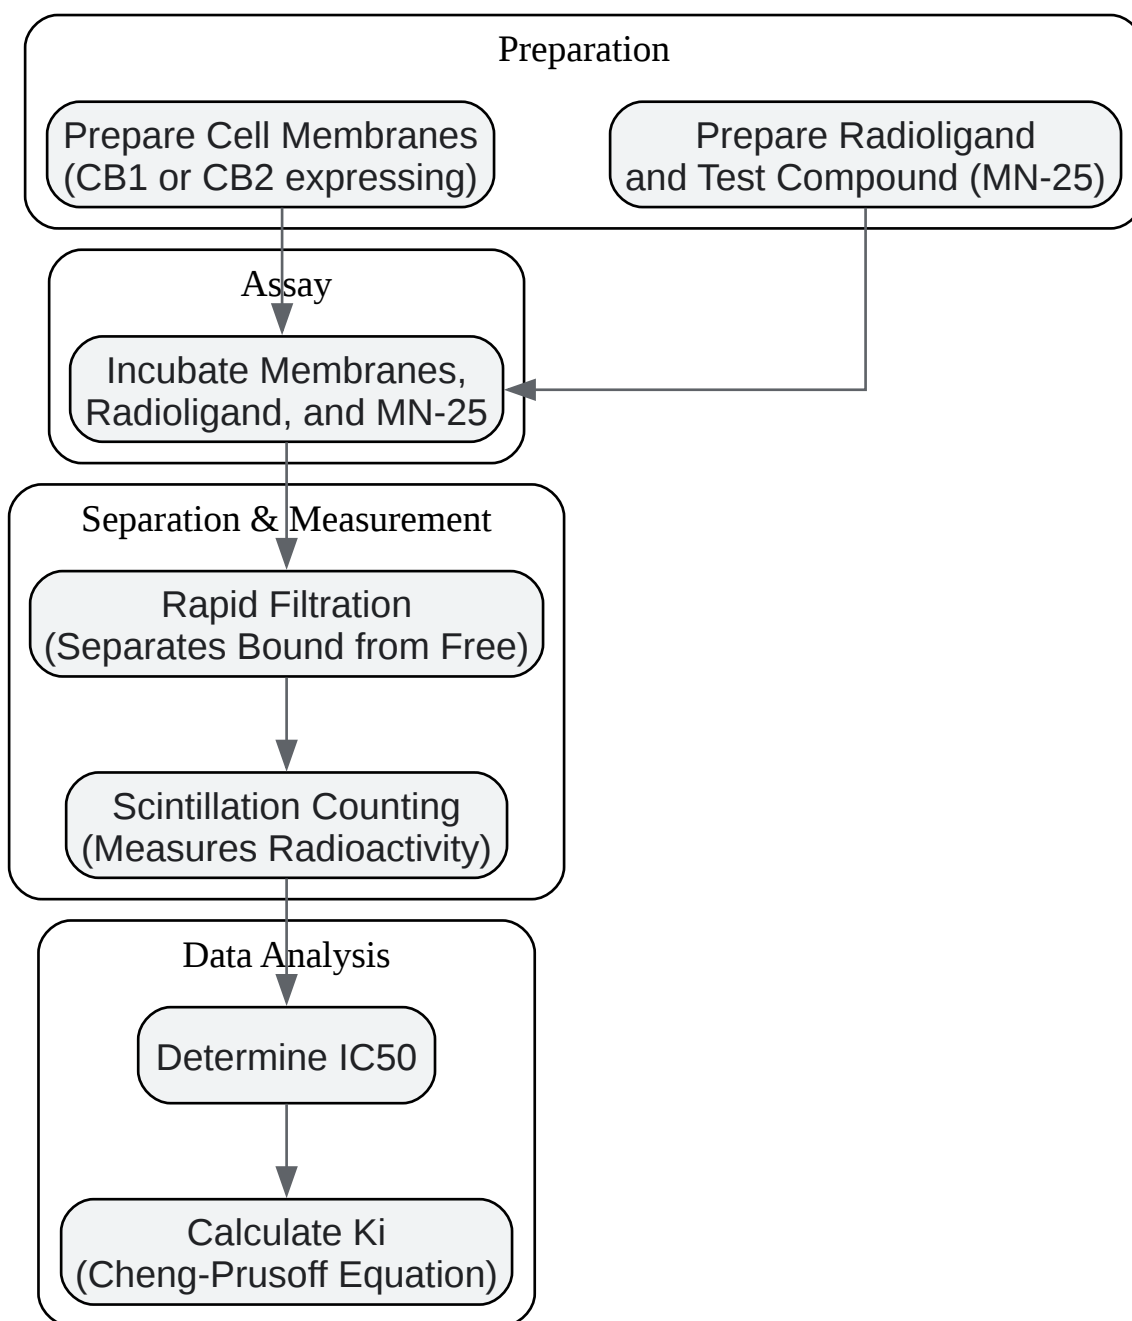 Preparation
Prepare Cell Membranes
(CB1 or CB2 expressing)
Prepare Radioligand
and Test Compound (MN-25)
Assay
Incubate Membranes,
Radioligand, and MN-25
Separation & Measurement
Rapid Filtration
(Separates Bound from Free)
Scintillation Counting
(Measures Radioactivity)
Data Analysis
Determine IC50
Calculate Ki
(Cheng-Prusoff Equation)